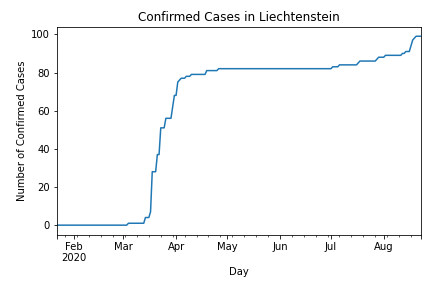 Confirmed Cases in Liechtenstein
100
80
60
40
20
0
Number of Confirmed Cases
Feb Mar Apr May Jun Jul Aug
2020
Day